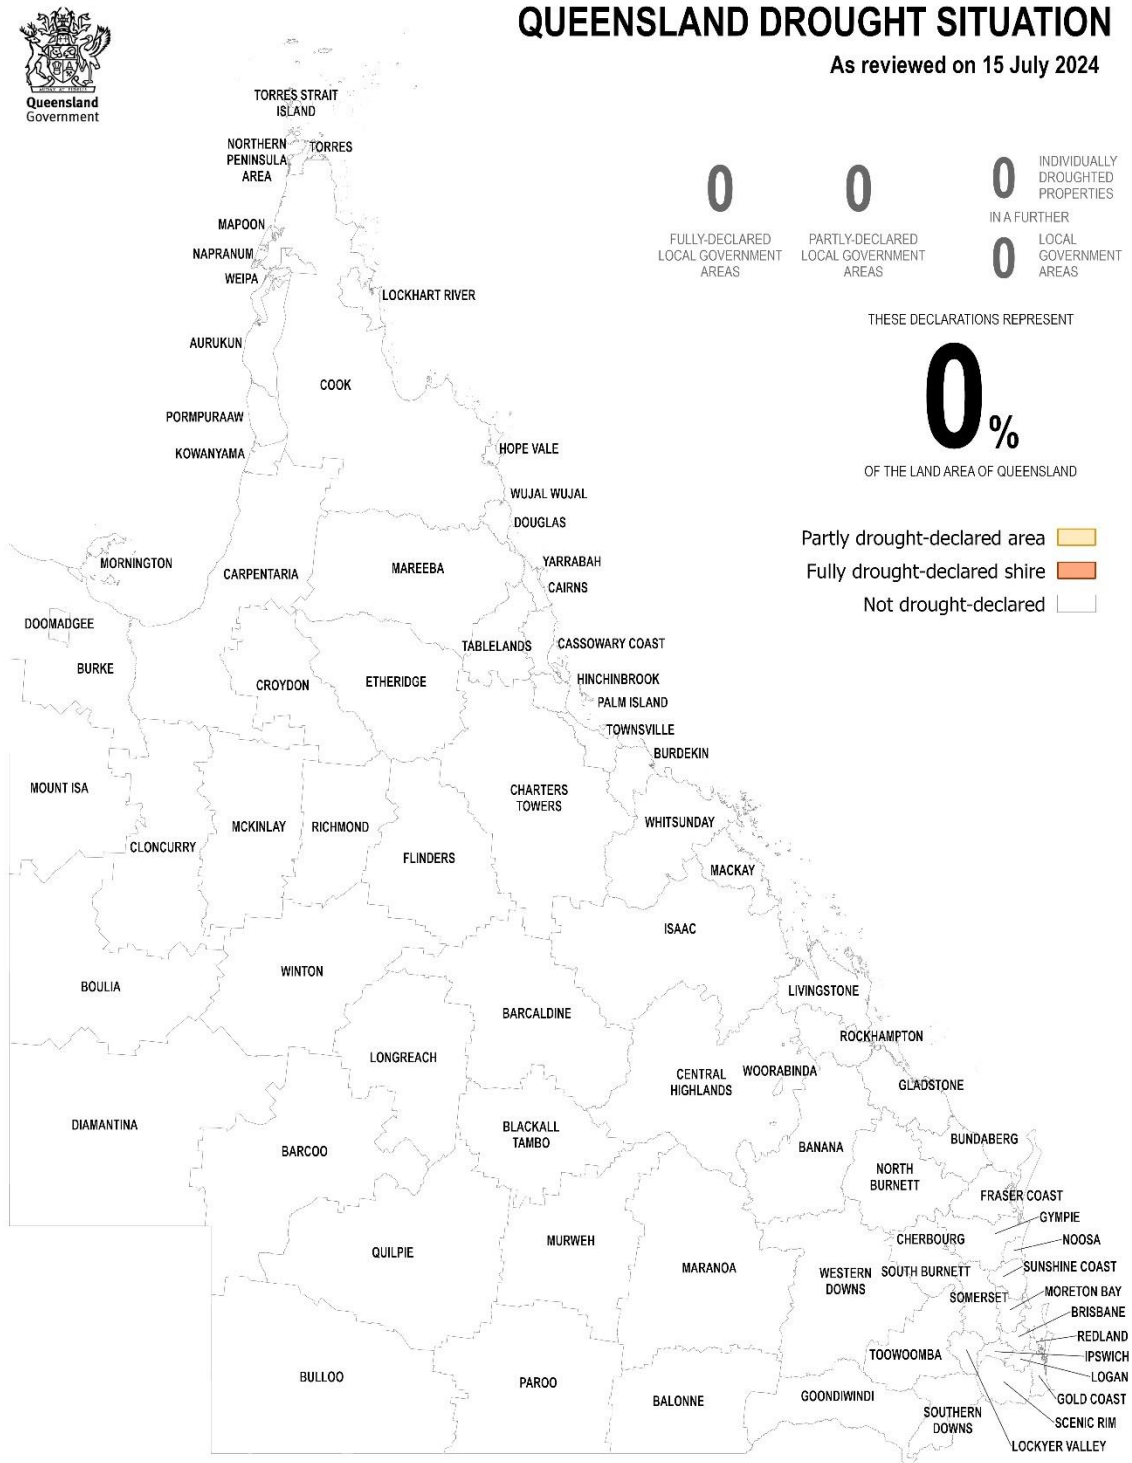 QUEENSLAND DROUGHT SITUATION
As reviewed on 15 July 2024
Queensland
Government
TORRES STRAIT
ISLAND
NORTHERN
PENINSULA
AREA
TORRES
MAPOON
NAPRANUM
WEIPA
LOCKHART RIVER
AURUKUN
COOK
PORMPURAAW
KOWANYAMA
HOPE VALE
WUJAL WUJAL
DOUGLAS
0
FULLY-DECLARED
LOCAL GOVERNMENT
AREAS
0
PARTLY-DECLARED
LOCAL GOVERNMENT
AREAS
0
INDIVIDUALLY
DROUGHTED
PROPERTIES
IN A FURTHER
0
LOCAL
GOVERNMENT
AREAS
THESE DECLARATIONS REPRESENT
0%
OF THE LAND AREA OF QUEENSLAND
Partly drought-declared area
Fully drought-declared shire
Not drought-declared
MORNINGTON
CARPENTARIA
MAREEBA
YARRABAH
CAIRNS
DOOMADGEE
BURKE
CROYDON
ETHERIDGE
TABLELANDS
CASSOWARY COAST
HINCHINBROOK
PALM ISLAND
TOWNSVILLE
BURDEKIN
MOUNT ISA
CLONCURRY
MCKINLAY
RICHMOND
FLINDERS
CHARTERS
TOWERS
WHITSUNDAY
MACKAY
ISAAC
BOULIA
WINTON
BARCALDINE
LIVINGSTONE
LONGREACH
ROCKHAMPTON
CENTRAL
HIGHLANDS
WOORABINDA
GLADSTONE
DIAMANTINA
BARCOO
BLACKALL
TAMBO
BANANA
BUNDABERG
NORTH
BURNETT
FRASER COAST
GYMPIE
QUILPIE
MURWEH
MARANOA
CHERBOURG
NOOSA
WESTERN
DOWNS
SOUTH BURNETT
SUNSHINE COAST
SOMERSET
MORETON BAY
BRISBANE
REDLAND
TOOWOOMBA
IPSWICH
LOGAN
BULLOO
PAROO
BALONNE
GOONDIWINDI
GOLD COAST
SOUTHERN
DOWNS
SCENIC RIM
LOCKYER VALLEY